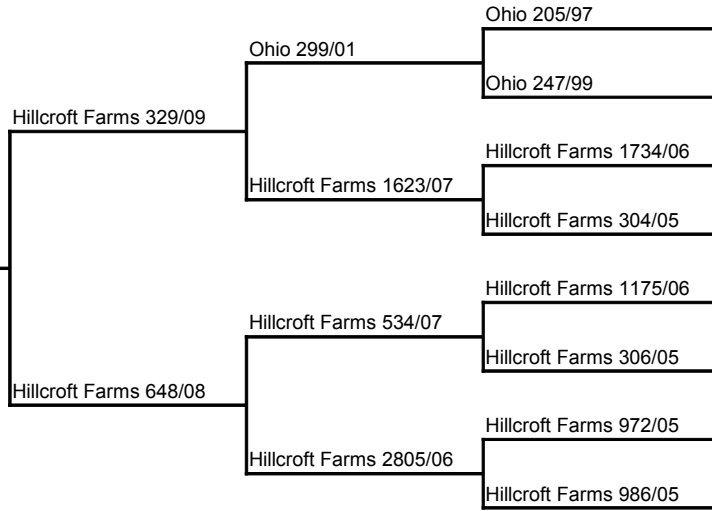 Ohio 205/97
Ohio 299/01
Ohio 247/99
Hillcroft Farms 329/09
Hillcroft Farms 1734/06
Hillcroft Farms 1623/07
Hillcroft Farms 304/05
Hillcroft Farms 1175/06
Hillcroft Farms 534/07
Hillcroft Farms 306/05
Hillcroft Farms 648/08
Hillcroft Farms 972/05
Hillcroft Farms 2805/06
Hillcroft Farms 986/05